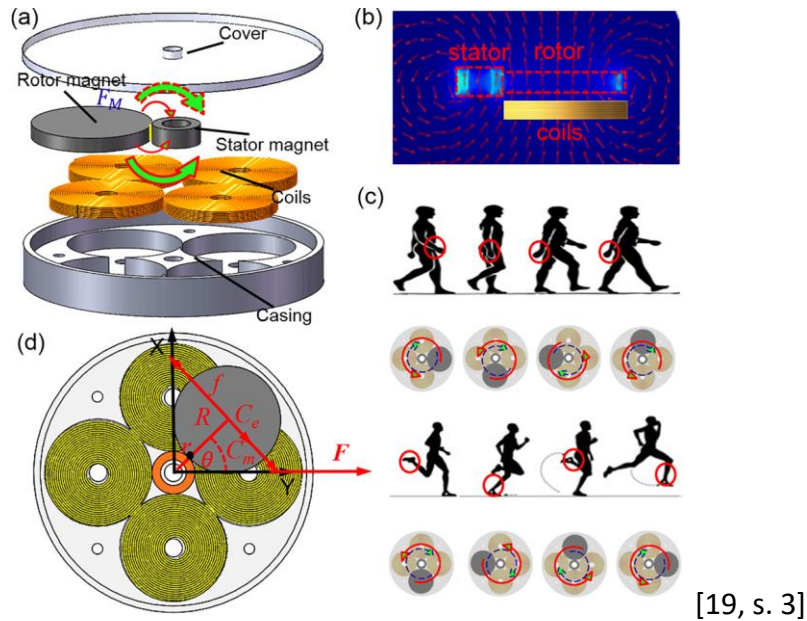 (a)
Cover
Rotor magnet
F_M
Stator magnet
Coils
Casing
(b)
stator rotor
coils
(c)
(d)
X
f
R
C_e
r
θ
C_m
Y
F
[19, s. 3]